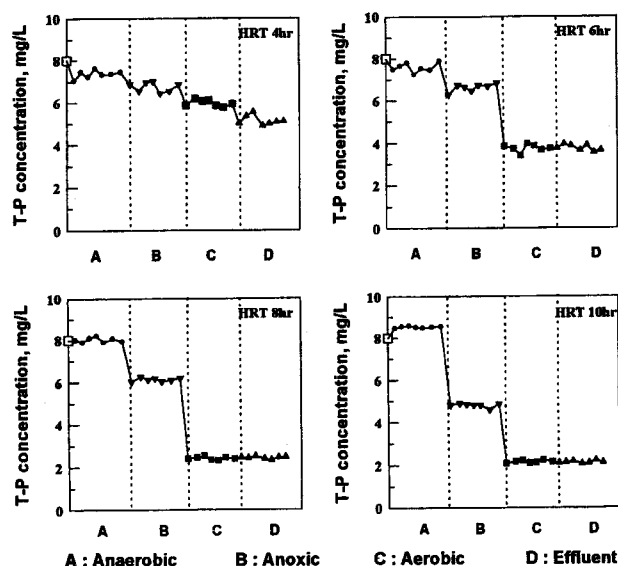 HRT 4hr
T-P concentration, mg/L
10
8
6
4
2
0
A B C D
HRT 6hr
T-P concentration, mg/L
10
8
6
4
2
0
A B C D
HRT 8hr
T-P concentration, mg/L
10
8
6
4
2
0
A B C D
HRT 10hr
T-P concentration, mg/L
10
8
6
4
2
0
A B C D
A : Anaerobic B : Anoxic C : Aerobic D : Effluent